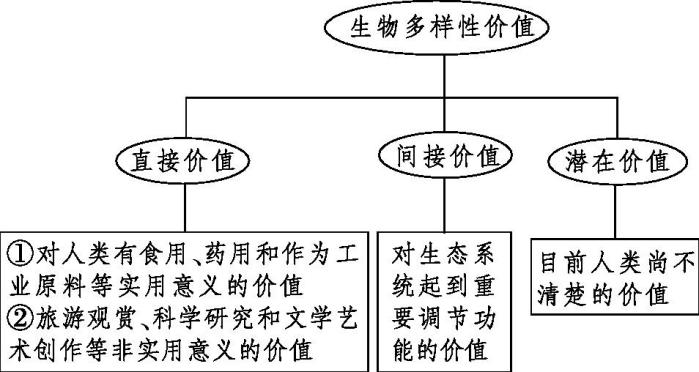 生物多样性价值
直接价值
间接价值
潜在价值
①对人类有食用、药用和作为工
业原料等实用意义的价值
②旅游观赏、科学研究和文学艺
术创作等非实用意义的价值
对生态系
统起到重
要调节功
能的价值
目前人类尚不
清楚的价值